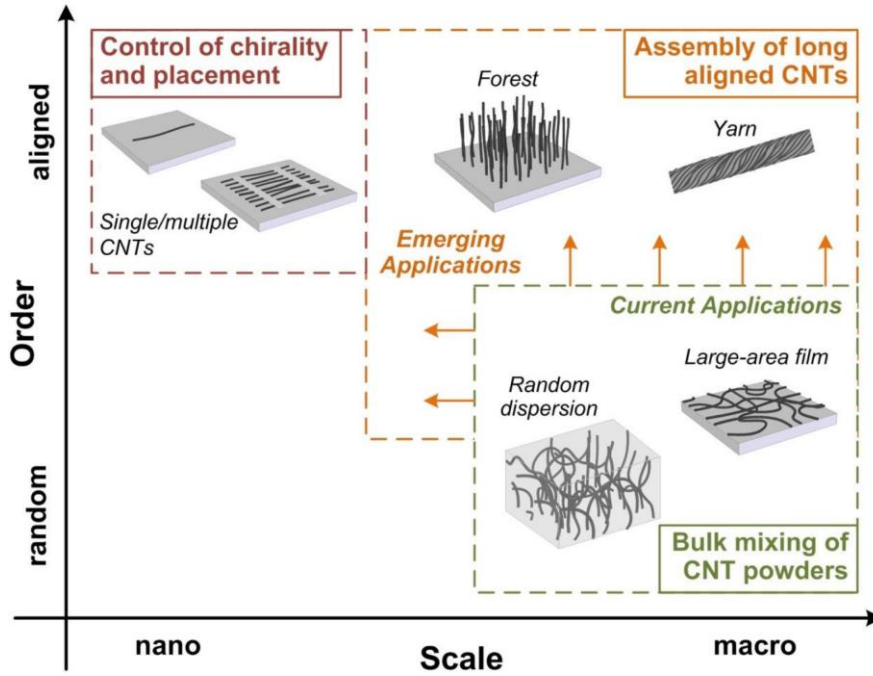 Control of chirality
and placement
Assembly of long
aligned CNTs
Forest
Yarn
Single/multiple
CNTs
Emerging
Applications
Current Applications
Large-area film
Random
dispersion
Bulk mixing of
CNT powders
aligned
Order
random
nano
Scale
macro